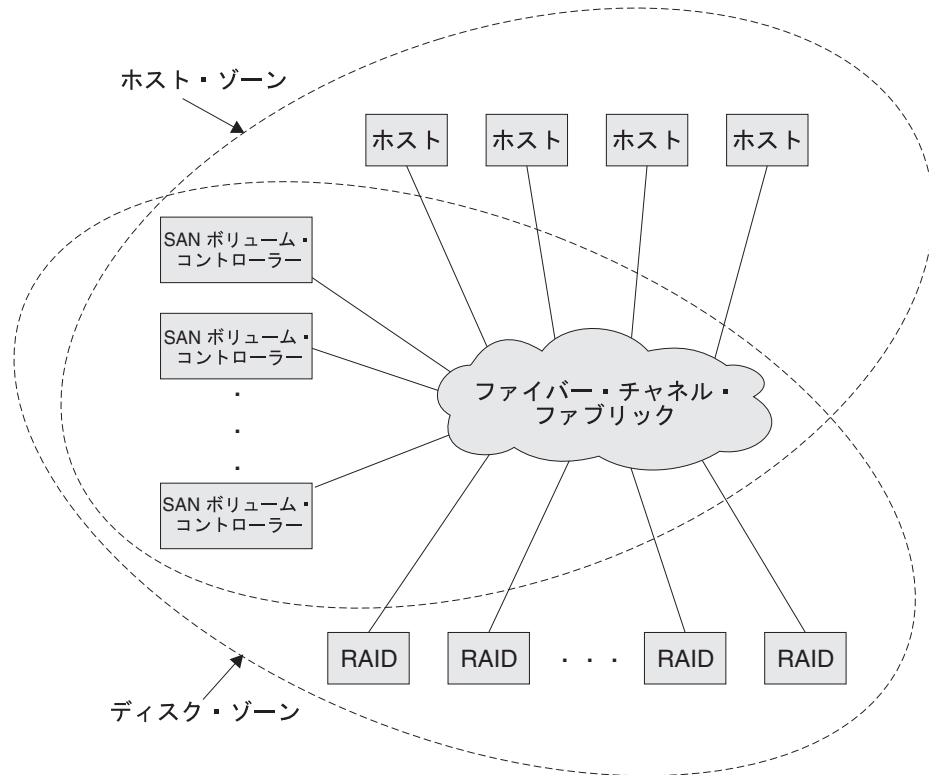 ホスト・ゾーン
ホスト
ホスト
ホスト
ホスト
SAN ボリューム・
コントローラー
SAN ボリューム・
コントローラー
・
・
・
SAN ボリューム・
コントローラー
ファイバー・チャネル・
ファブリック
RAID
RAID
・・・
RAID
RAID
ディスク・ゾーン